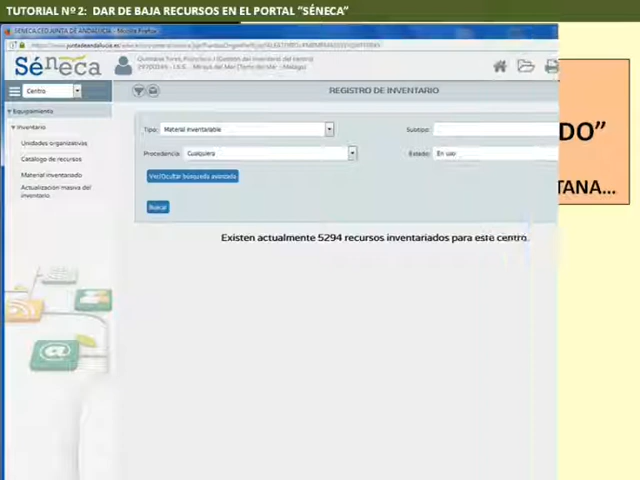 TUTORIAL Nº 2: DAR DE BAJA RECURSOS EN EL PORTAL “SÉNECA”
SENECA.CED.JUNTA DE ANDALUCIA - Mozilla Firefox
Séneca
Centro
REGISTRO DE INVENTARIO
Equipamiento
Inventario
Unidades organizativas
Catálogo de recursos
Material inventariado
Actualización masiva del inventario
Tipo: Material inventariable
Subtipo:
Procedencia: Cualquiera
Estado: En uso
Ver/Ocultar búsqueda avanzada
Buscar
Existen actualmente 5294 recursos inventariados para este centro.
DO”
TANA...